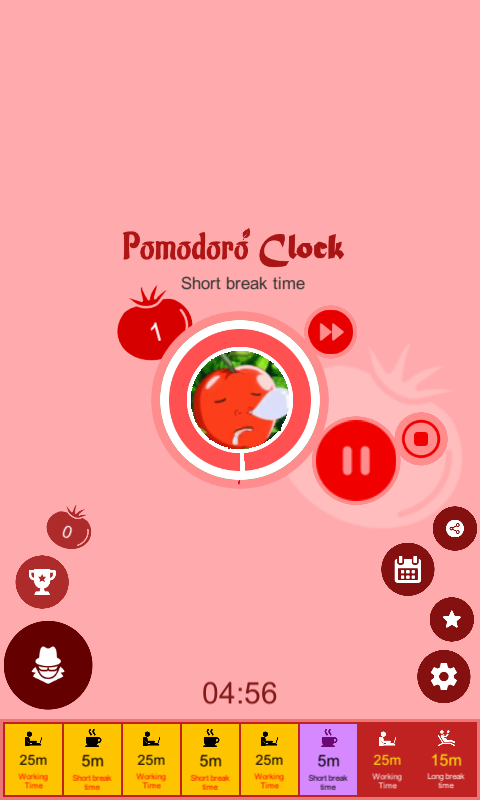 Pomodoro Clock
Short break time
1
0
04:56
25m
Working
Time
5m
Short break
time
25m
Working
Time
5m
Short break
time
25m
Working
Time
5m
Short break
time
25m
Working
Time
15m
Long break
time